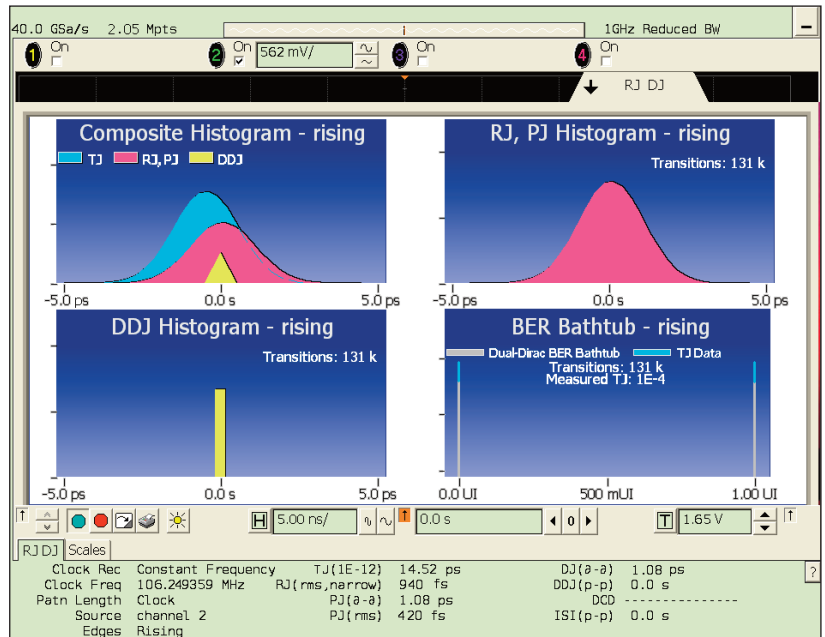 40.0 GSa/s 2.05 Mpts 1GHz Reduced BW
1 On 2 On 562 mV/ 3 On 4 On
RJ DJ
Composite Histogram - rising
TJ RJ,PJ DDJ
-5.0 ps 0.0 s 5.0 ps
RJ, PJ Histogram - rising
Transitions: 131 k
-5.0 ps 0.0 s 5.0 ps
DDJ Histogram - rising
Transitions: 131 k
-5.0 ps 0.0 s 5.0 ps
BER Bathtub - rising
Dual-Dirac BER Bathtub TJ Data
Transitions: 131 k
Measured TJ: 1E-4
0.0 UI 500 mUI 1.00 UI
H 5.00 ns/ 0.0 s 0 T 1.65 V
RJDJ Scales
Clock Rec Constant Frequency TJ(1E-12) 14.52 ps DJ(∂-∂) 1.08 ps ?
Clock Freq 106.249359 MHz RJ(rms,narrow) 940 fs DDJ(p-p) 0.0 s
Patn Length Clock PJ(∂-∂) 1.08 ps DCD ---------------
Source channel 2 PJ(rms) 420 fs ISI(p-p) 0.0 s
Edges Rising